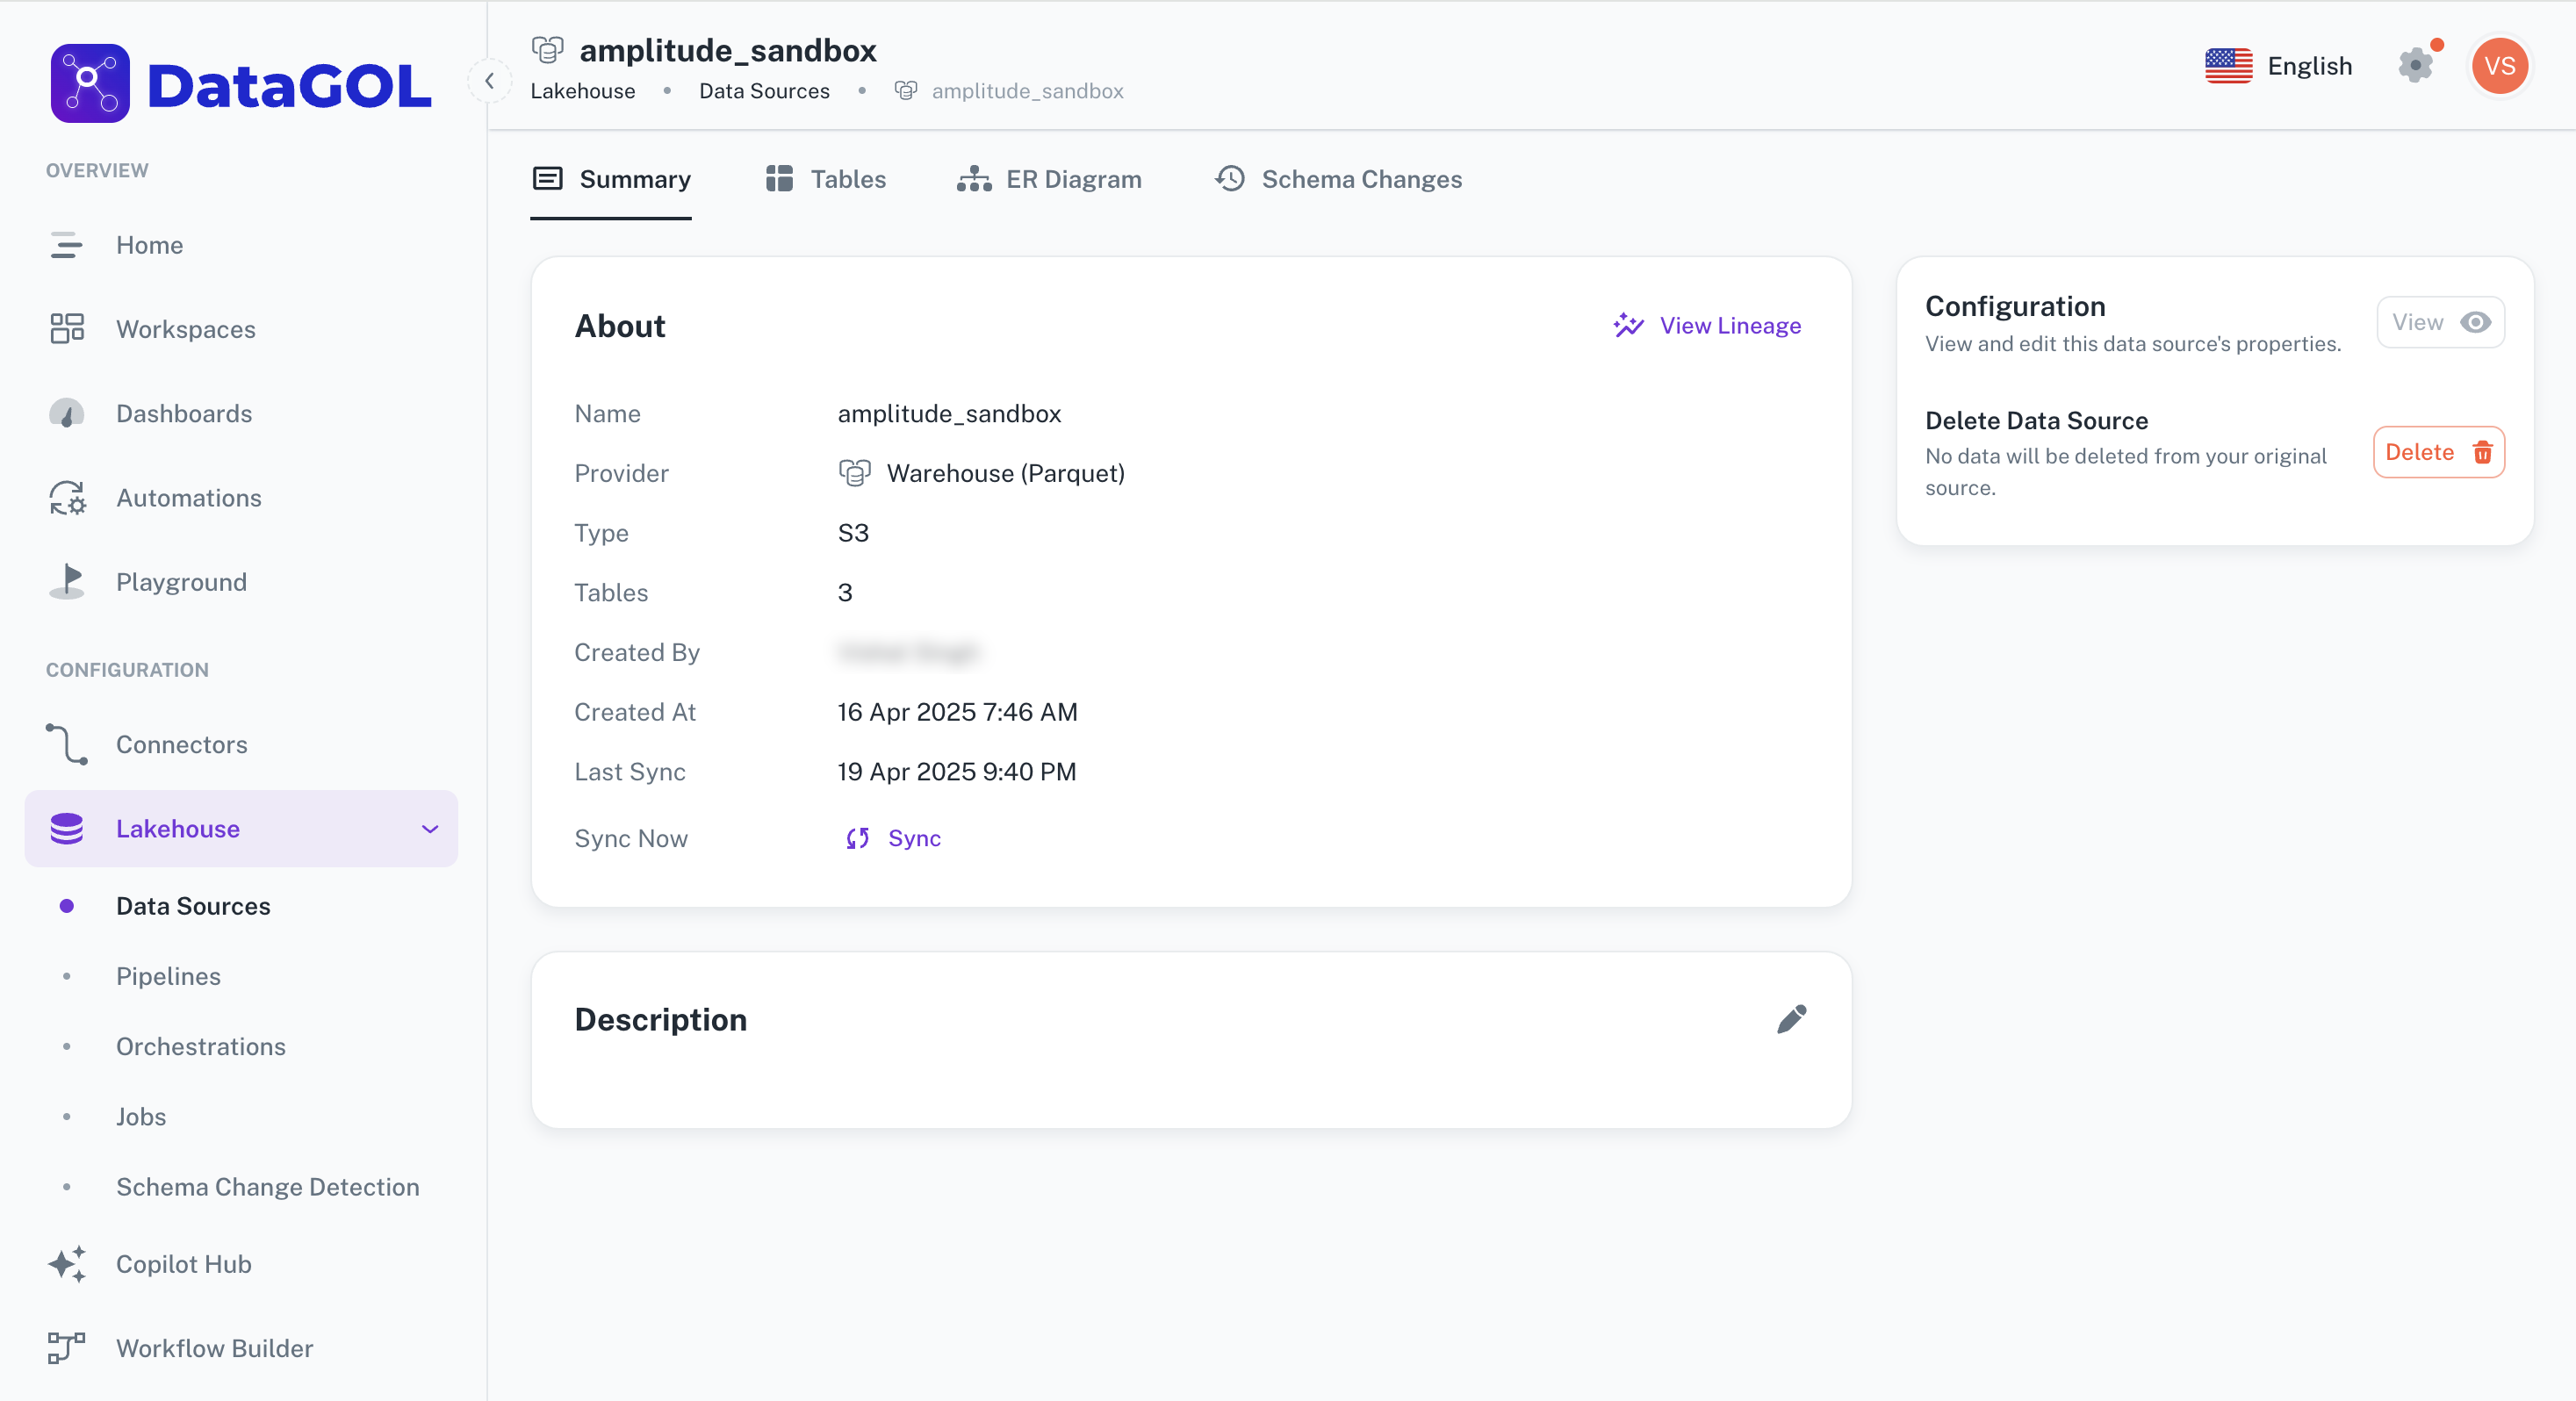 DataGOL
OVERVIEW
Home
Workspaces
Dashboards
Automations
Playground
CONFIGURATION
Connectors
Lakehouse
Data Sources
Pipelines
Orchestrations
Jobs
Schema Change Detection
Copilot Hub
Workflow Builder
amplitude_sandbox
Lakehouse • Data Sources • amplitude_sandbox
English
VS
Summary
Tables
ER Diagram
Schema Changes
About
View Lineage
Name amplitude_sandbox
Provider Warehouse (Parquet)
Type S3
Tables 3
Created By
Created At 16 Apr 2025 7:46 AM
Last Sync 19 Apr 2025 9:40 PM
Sync Now Sync
Description
Configuration
View and edit this data source's properties.
View
Delete Data Source
No data will be deleted from your original
source.
Delete